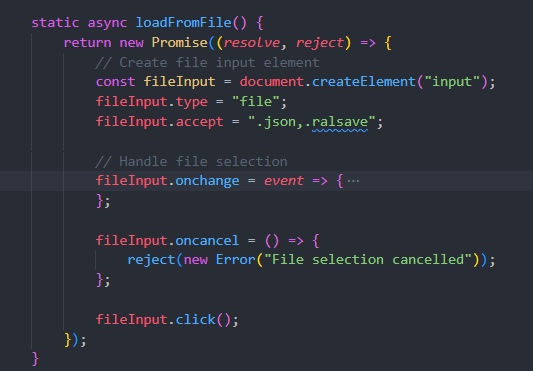 static async loadFromFile() {
return new Promise((resolve, reject) => {
// Create file input element
const fileInput = document.createElement("input");
fileInput.type = "file";
fileInput.accept = ".json,.ralsave";
// Handle file selection
fileInput.onchange = event => { ⋯
};
fileInput.oncancel = () => {
reject(new Error("File selection cancelled"));
};
fileInput.click();
});
}